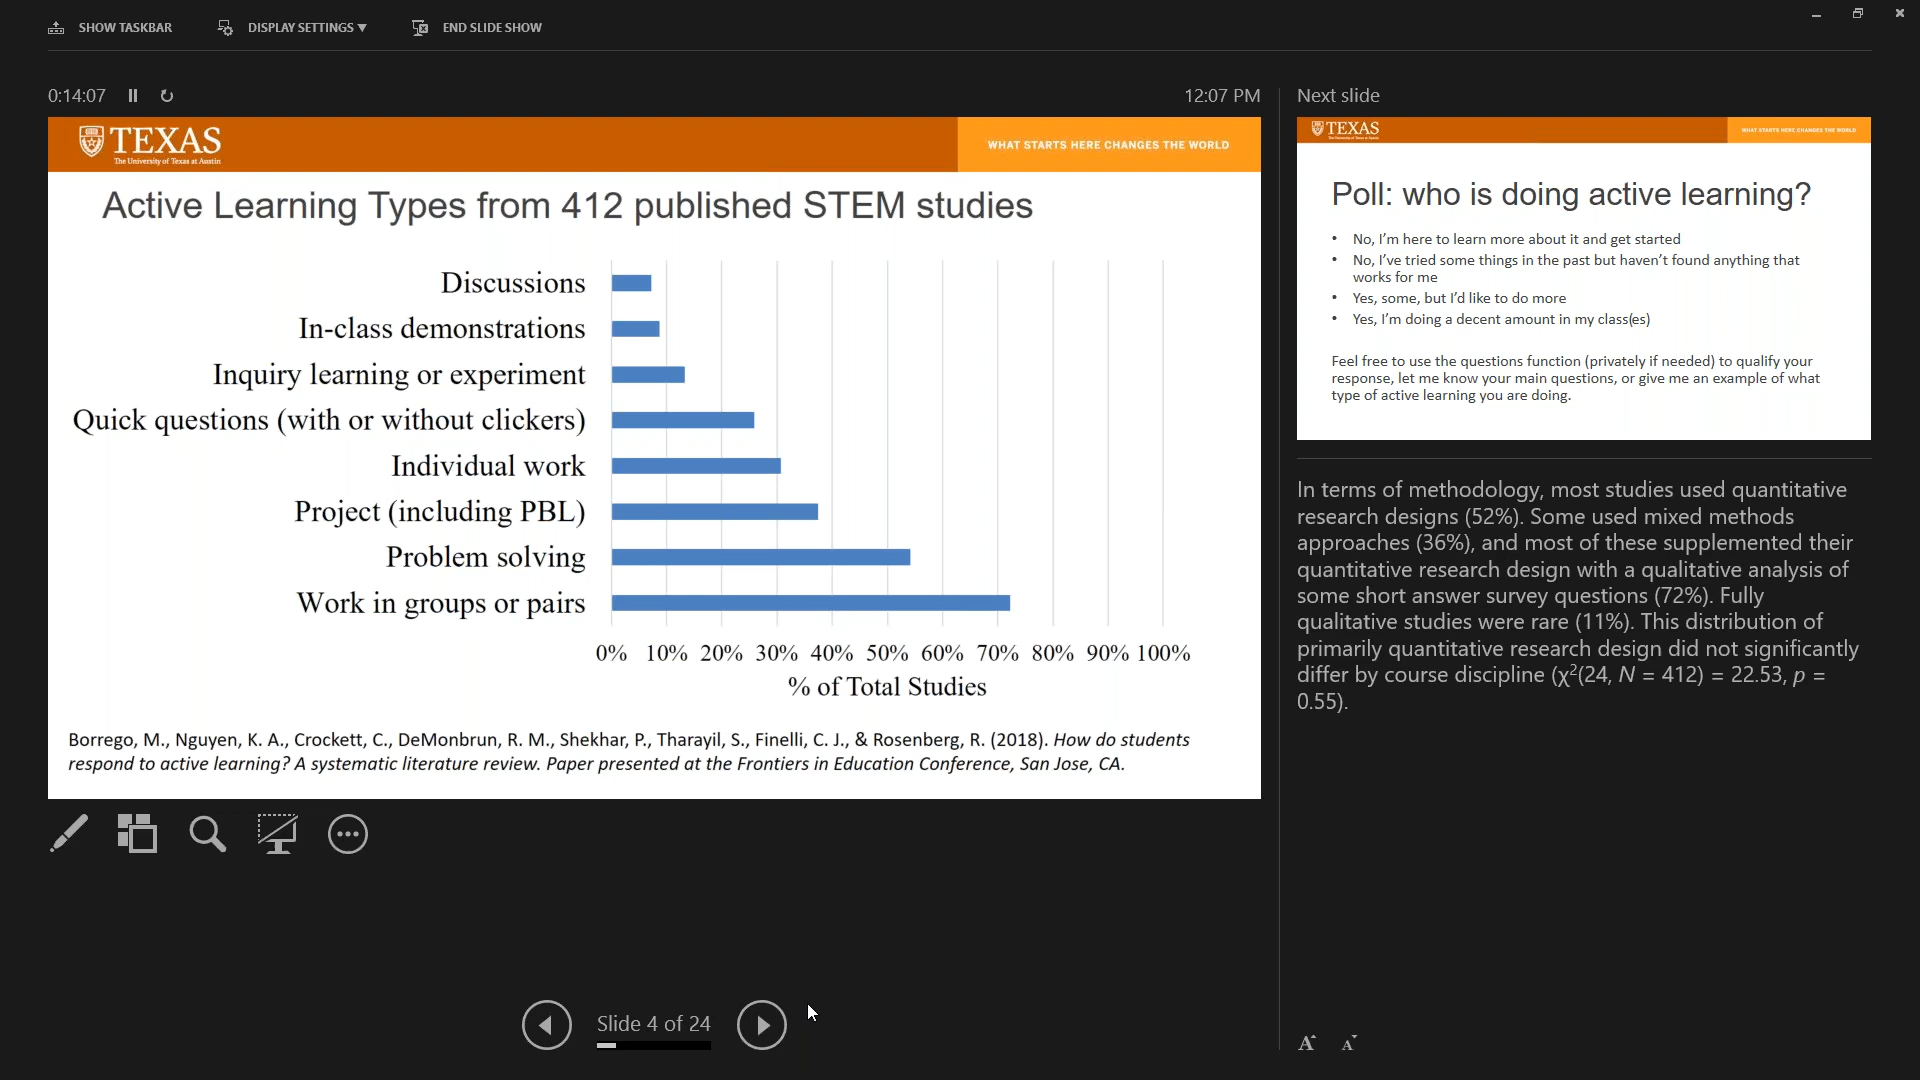 SHOW TASKBAR
DISPLAY SETTINGS ▼
END SLIDE SHOW
0:14:07
12:07 PM
TEXAS
The University of Texas at Austin
WHAT STARTS HERE CHANGES THE WORLD
Active Learning Types from 412 published STEM studies
Discussions
In-class demonstrations
Inquiry learning or experiment
Quick questions (with or without clickers)
Individual work
Project (including PBL)
Problem solving
Work in groups or pairs
0% 10% 20% 30% 40% 50% 60% 70% 80% 90% 100%
% of Total Studies
Borrego, M., Nguyen, K. A., Crockett, C., DeMonbrun, R. M., Shekhar, P., Tharayil, S., Finelli, C. J., & Rosenberg, R. (2018). How do students
respond to active learning? A systematic literature review. Paper presented at the Frontiers in Education Conference, San Jose, CA.
Slide 4 of 24
Next slide
TEXAS
The University of Texas at Austin
WHAT STARTS HERE CHANGES THE WORLD
Poll: who is doing active learning?
• No, I’m here to learn more about it and get started
• No, I’ve tried some things in the past but haven’t found anything that
works for me
• Yes, some, but I’d like to do more
• Yes, I’m doing a decent amount in my class(es)
Feel free to use the questions function (privately if needed) to qualify your
response, let me know your main questions, or give me an example of what
type of active learning you are doing.
In terms of methodology, most studies used quantitative
research designs (52%). Some used mixed methods
approaches (36%), and most of these supplemented their
quantitative research design with a qualitative analysis of
some short answer survey questions (72%). Fully
qualitative studies were rare (11%). This distribution of
primarily quantitative research design did not significantly
differ by course discipline (χ²(24, N = 412) = 22.53, p =
0.55).
A A